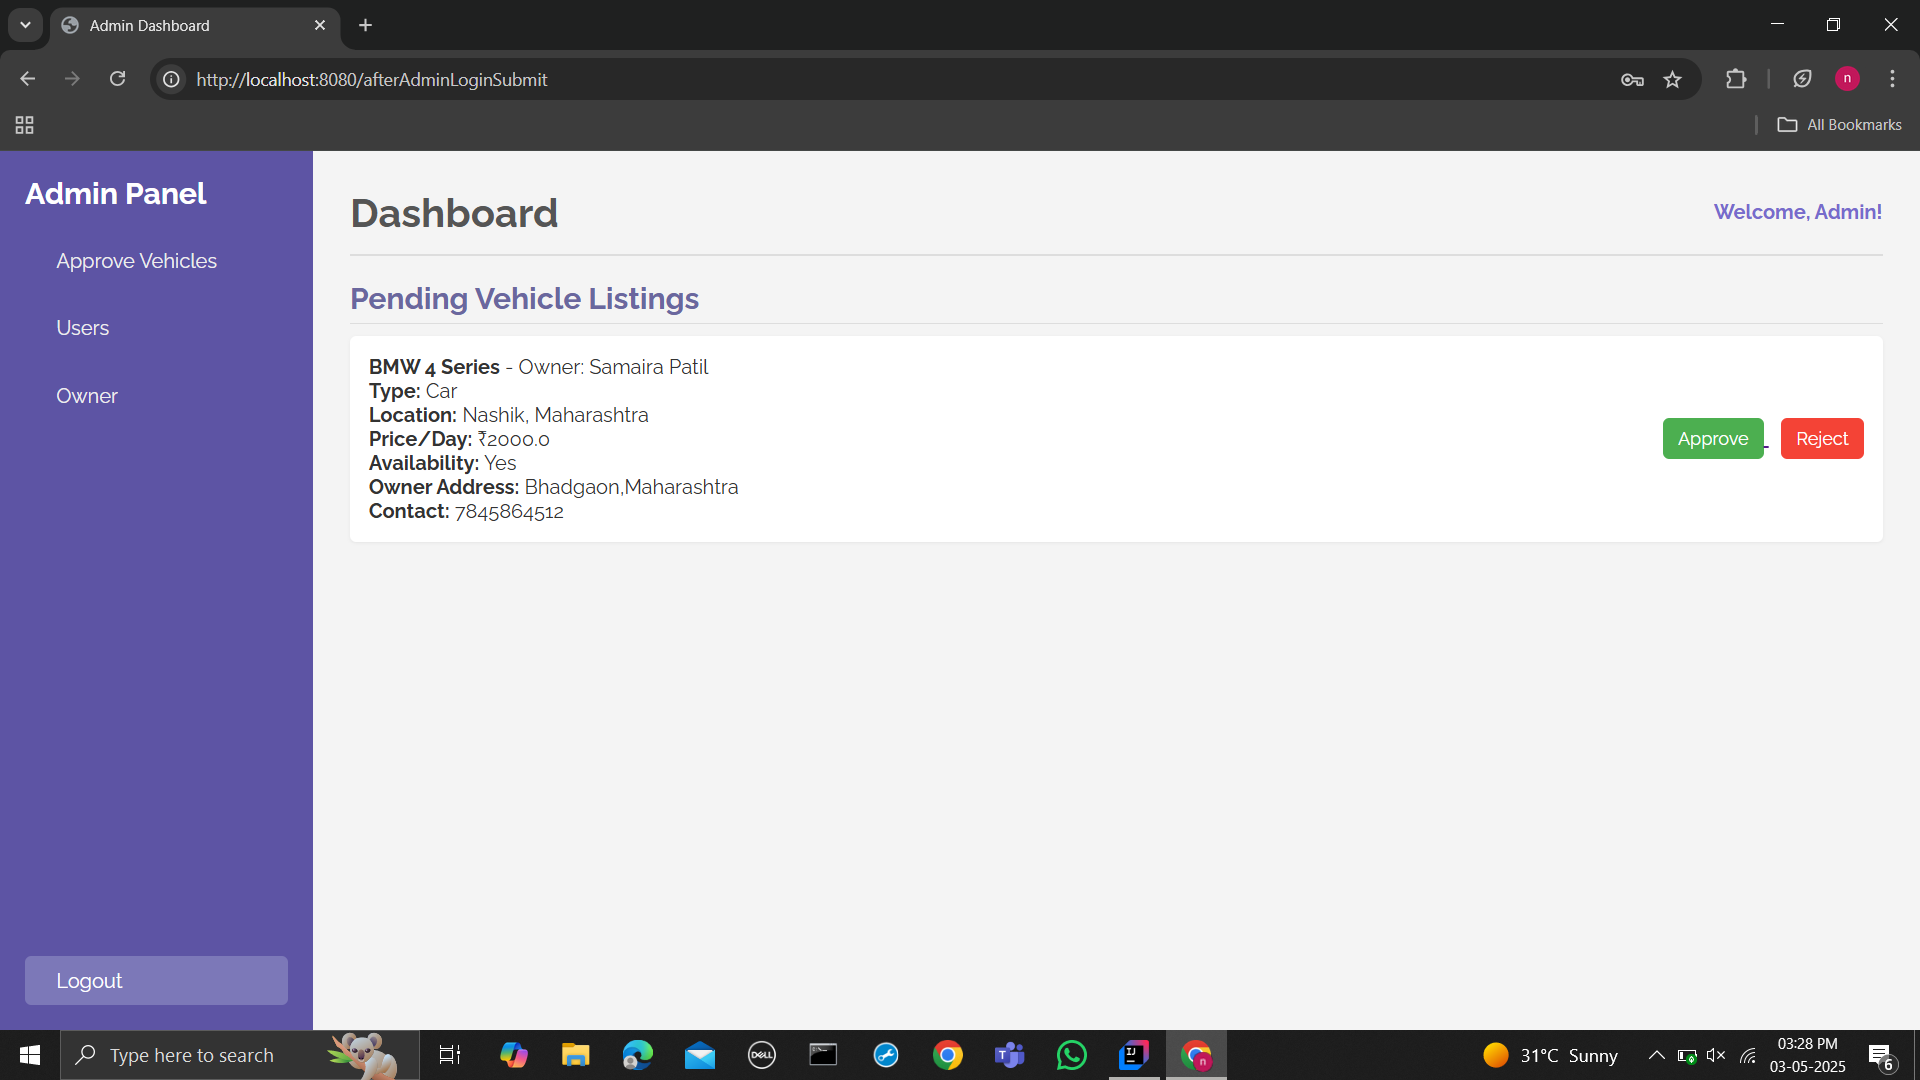 Admin Dashboard
http://localhost:8080/afterAdminLoginSubmit
n
All Bookmarks
Admin Panel
Approve Vehicles
Users
Owner
Logout
Dashboard
Welcome, Admin!
Pending Vehicle Listings
BMW 4 Series - Owner: Samaira Patil
Type: Car
Location: Nashik, Maharashtra
Price/Day: ₹2000.0
Availability: Yes
Owner Address: Bhadgaon,Maharashtra
Contact: 7845864512
Approve
Reject
Type here to search
DELL
T
IJ
n
31°C Sunny
03:28 PM
03-05-2025
6